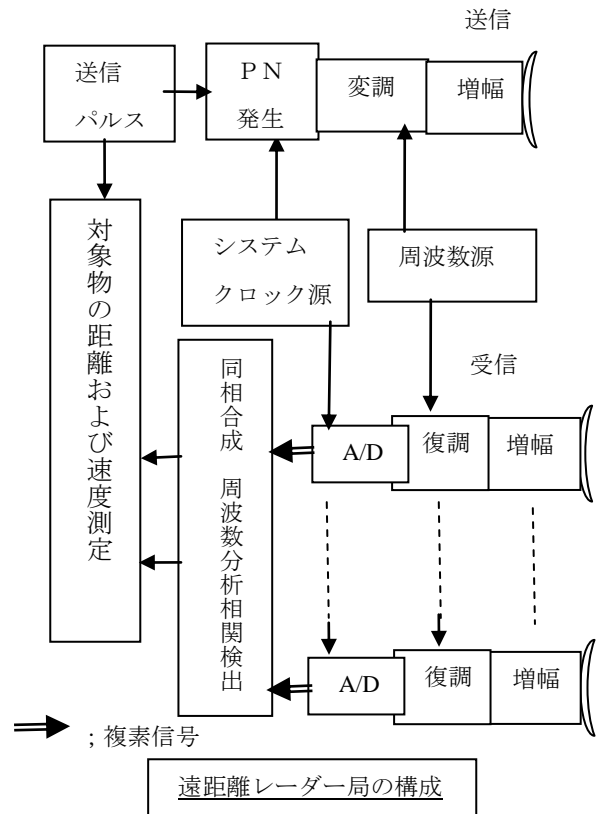 送信
送信
パルス
ＰＮ
発生
変調
増幅
対象物の距離および速度測定
システム
クロック源
周波数源
受信
同相合成 周波数分析相関検出
A/D
復調
増幅
A/D
復調
増幅
；複素信号
遠距離レーダー局の構成